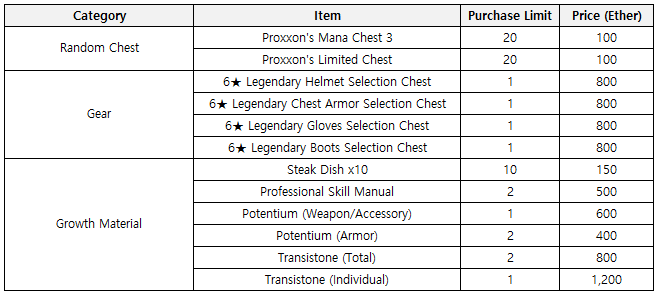 Category Item Purchase Limit Price (Ether)
Random Chest
Proxxon's Mana Chest 3 20 100
Proxxon's Limited Chest 20 100
Gear
6★ Legendary Helmet Selection Chest 1 800
6★ Legendary Chest Armor Selection Chest 1 800
6★ Legendary Gloves Selection Chest 1 800
6★ Legendary Boots Selection Chest 1 800
Growth Material
Steak Dish x10 10 150
Professional Skill Manual 2 500
Potentium (Weapon/Accessory) 1 600
Potentium (Armor) 2 400
Transistone (Total) 2 800
Transistone (Individual) 1 1,200